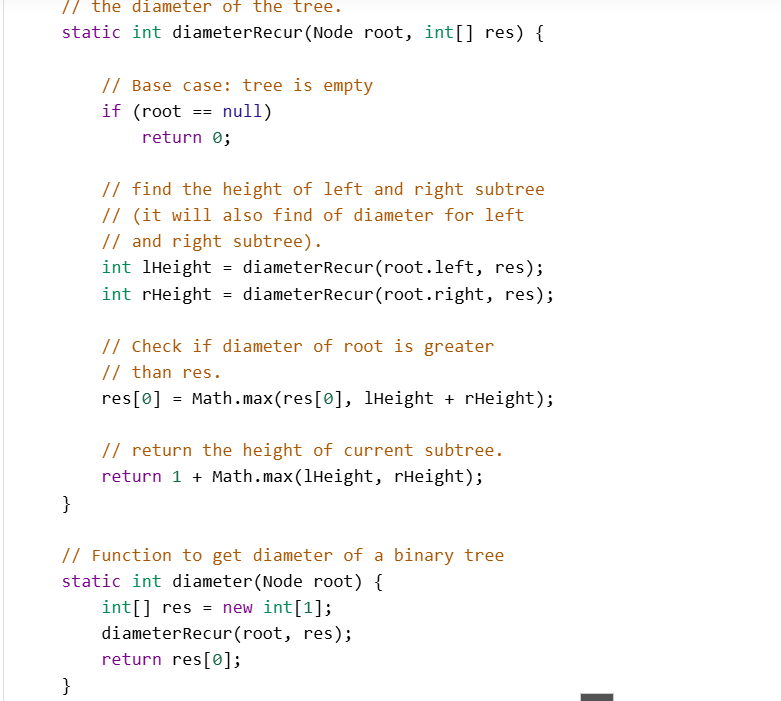 // the diameter of the tree.
static int diameterRecur(Node root, int[] res) {
// Base case: tree is empty
if (root == null)
return 0;
// find the height of left and right subtree
// (it will also find of diameter for left
// and right subtree).
int lHeight = diameterRecur(root.left, res);
int rHeight = diameterRecur(root.right, res);
// Check if diameter of root is greater
// than res.
res[0] = Math.max(res[0], lHeight + rHeight);
// return the height of current subtree.
return 1 + Math.max(lHeight, rHeight);
}
// Function to get diameter of a binary tree
static int diameter(Node root) {
int[] res = new int[1];
diameterRecur(root, res);
return res[0];
}